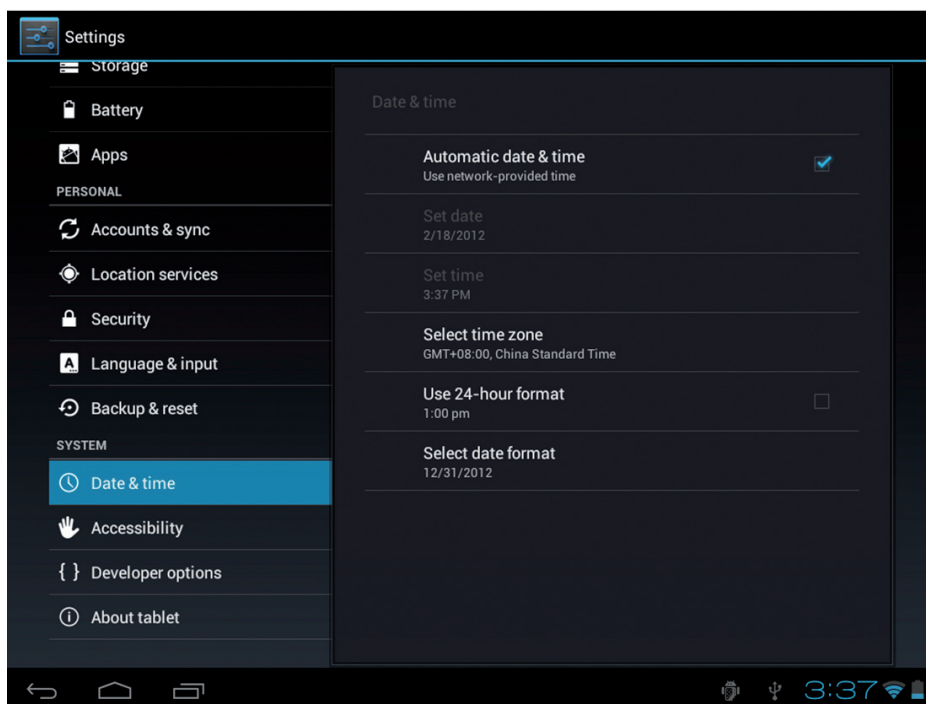 Settings
Storage
Battery
Apps
PERSONAL
Accounts & sync
Location services
Security
Language & input
Backup & reset
SYSTEM
Date & time
Accessibility
{ } Developer options
About tablet
Date & time
Automatic date & time
Use network-provided time
Set date
2/18/2012
Set time
3:37 PM
Select time zone
GMT+08:00, China Standard Time
Use 24-hour format
1:00 pm
Select date format
12/31/2012
3:37